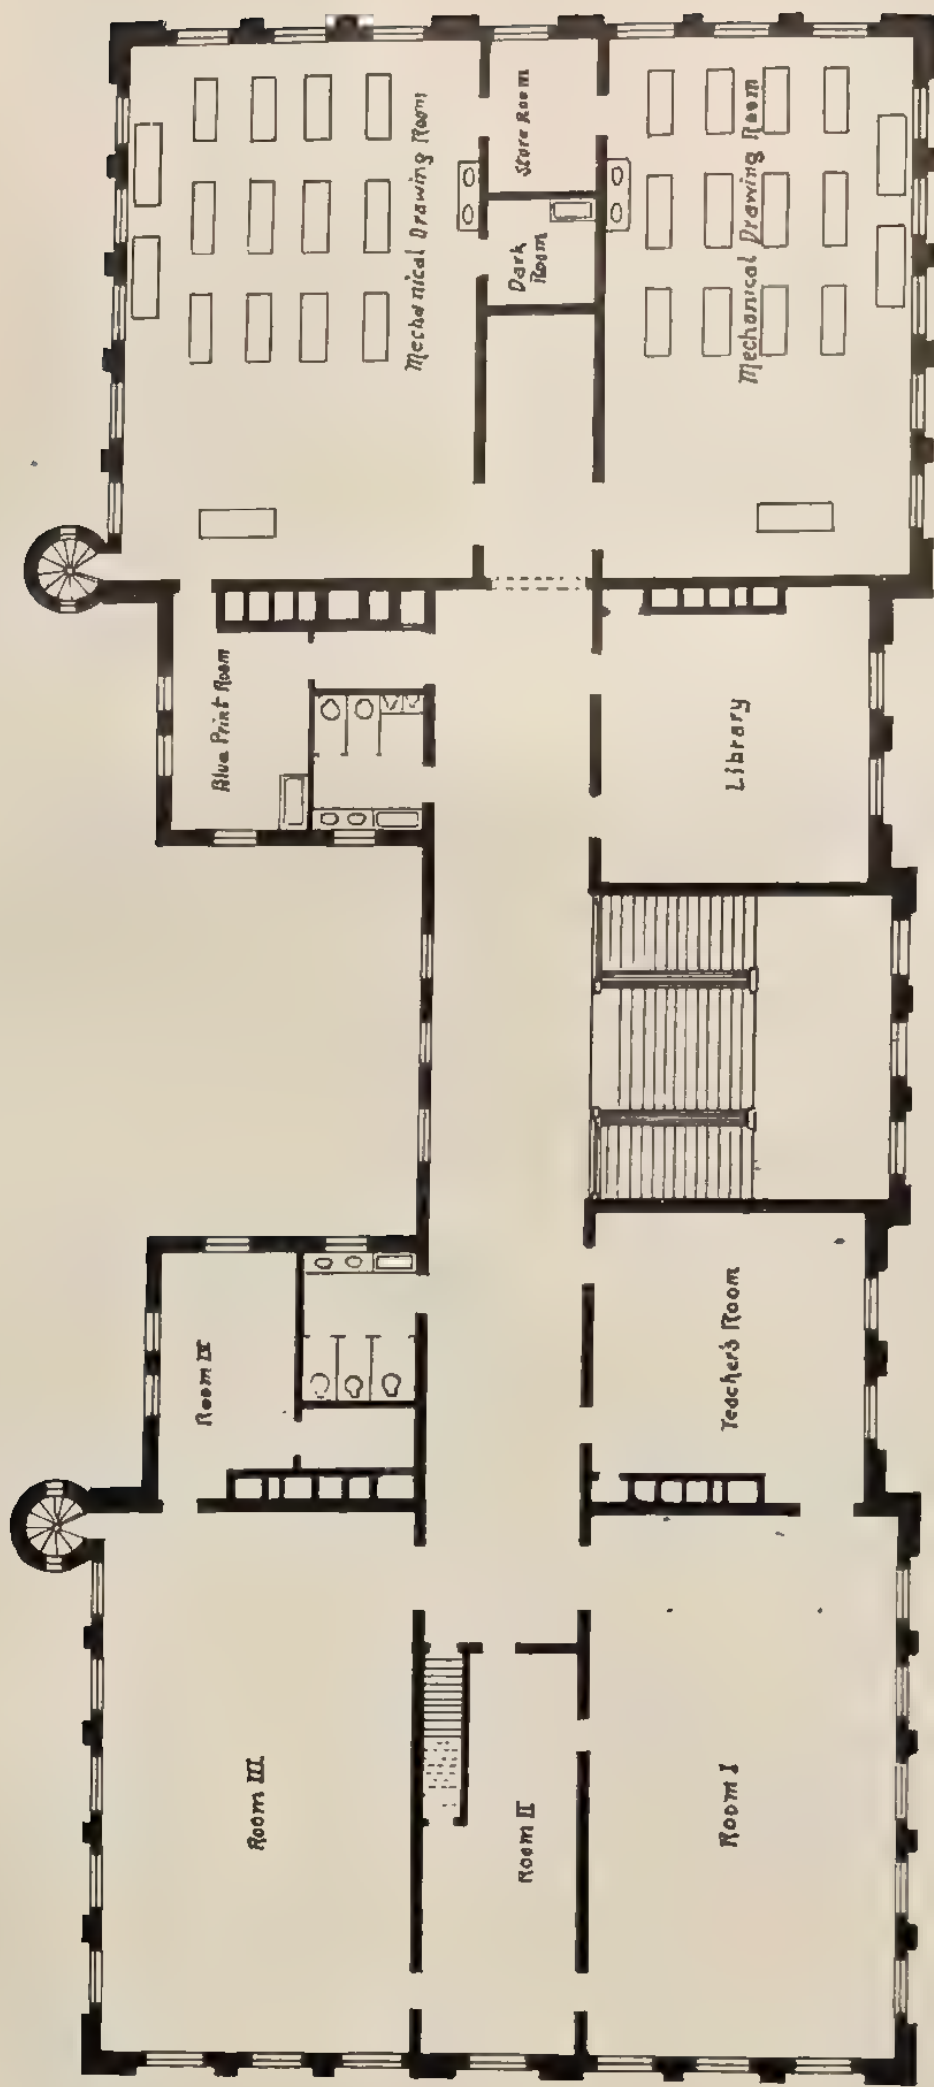 Mechanical Drawing Room
Store Room
Dark
Room
Mechanical Drawing Room
Blue Print Room
Library
Room IV
Teacher's Room
Room III
Room II
Room I